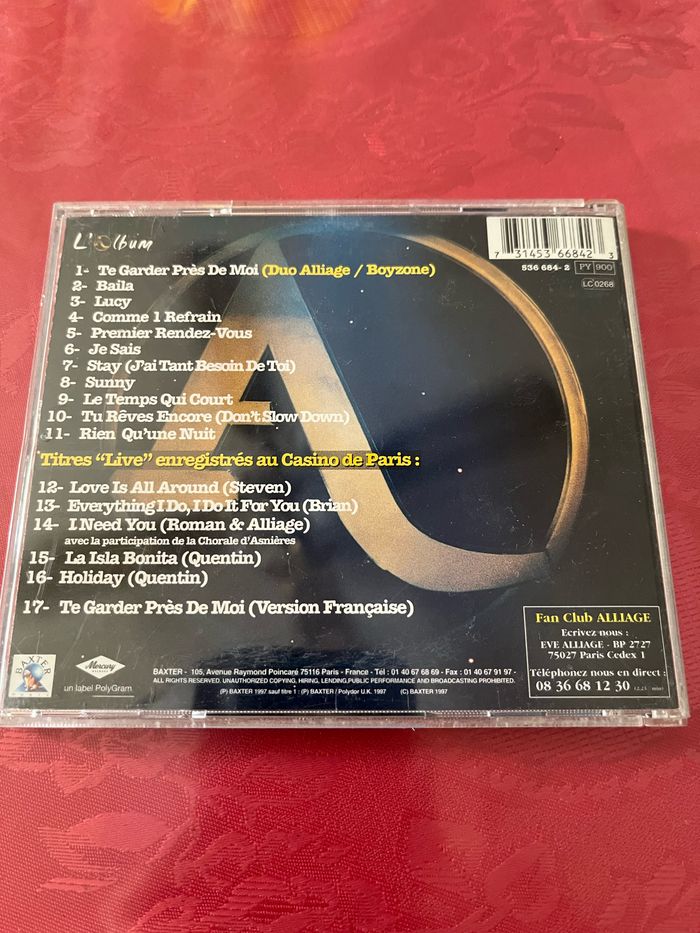 L'Album
7 31453 66842 3
536 684-2 PY 900
LC 0268
1- Te Garder Près De Moi (Duo Alliage / Boyzone)
2- Baila
3- Lucy
4- Comme 1 Refrain
5- Premier Rendez-Vous
6- Je Sais
7- Stay (J'ai Tant Besoin De Toi)
8- Sunny
9- Le Temps Qui Court
10- Tu Rêves Encore (Don't Slow Down)
11- Rien Qu'une Nuit
Titres "Live" enregistrés au Casino de Paris :
12- Love Is All Around (Steven)
13- Everything I Do, I Do It For You (Brian)
14- I Need You (Roman & Alliage)
avec la participation de la Chorale d'Asnières
15- La Isla Bonita (Quentin)
16- Holiday (Quentin)
17- Te Garder Près De Moi (Version Française)
Fan Club ALLIAGE
Ecrivez nous :
EVE ALLIAGE - BP 2727
75027 Paris Cedex 1
Téléphonez nous en direct :
08 36 68 12 30
BAXTER
Mercury
un label PolyGram
BAXTER - 105, Avenue Raymond Poincaré 75116 Paris - France - Tél : 01 40 67 68 69 - Fax : 01 40 67 91 97 -
ALL RIGHTS RESERVED. UNAUTHORIZED COPYING, HIRING, LENDING, PUBLIC PERFORMANCE AND BROADCASTING PROHIBITED.
(P) BAXTER 1997 sauf titre 1 : (P) BAXTER / Polydor U.K. 1997 (C) BAXTER 1997